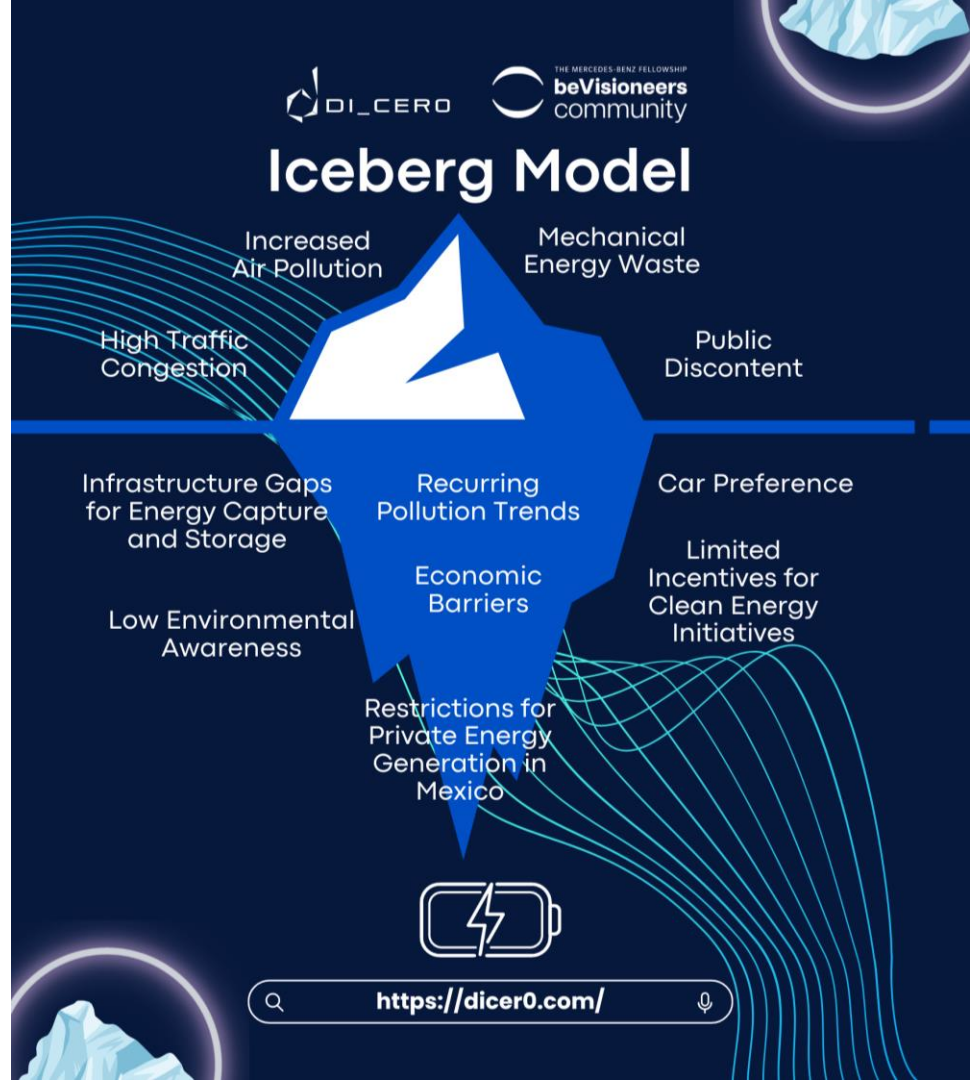 DI_CERO
THE MERCEDES-BENZ FELLOWSHIP
beVisioneers
community
Iceberg Model
Increased
Air Pollution
Mechanical
Energy Waste
High Traffic
Congestion
Public
Discontent
Infrastructure Gaps
for Energy Capture
and Storage
Recurring
Pollution Trends
Car Preference
Economic
Barriers
Limited
Incentives for
Clean Energy
Initiatives
Low Environmental
Awareness
Restrictions for
Private Energy
Generation in
Mexico
https://dicer0.com/